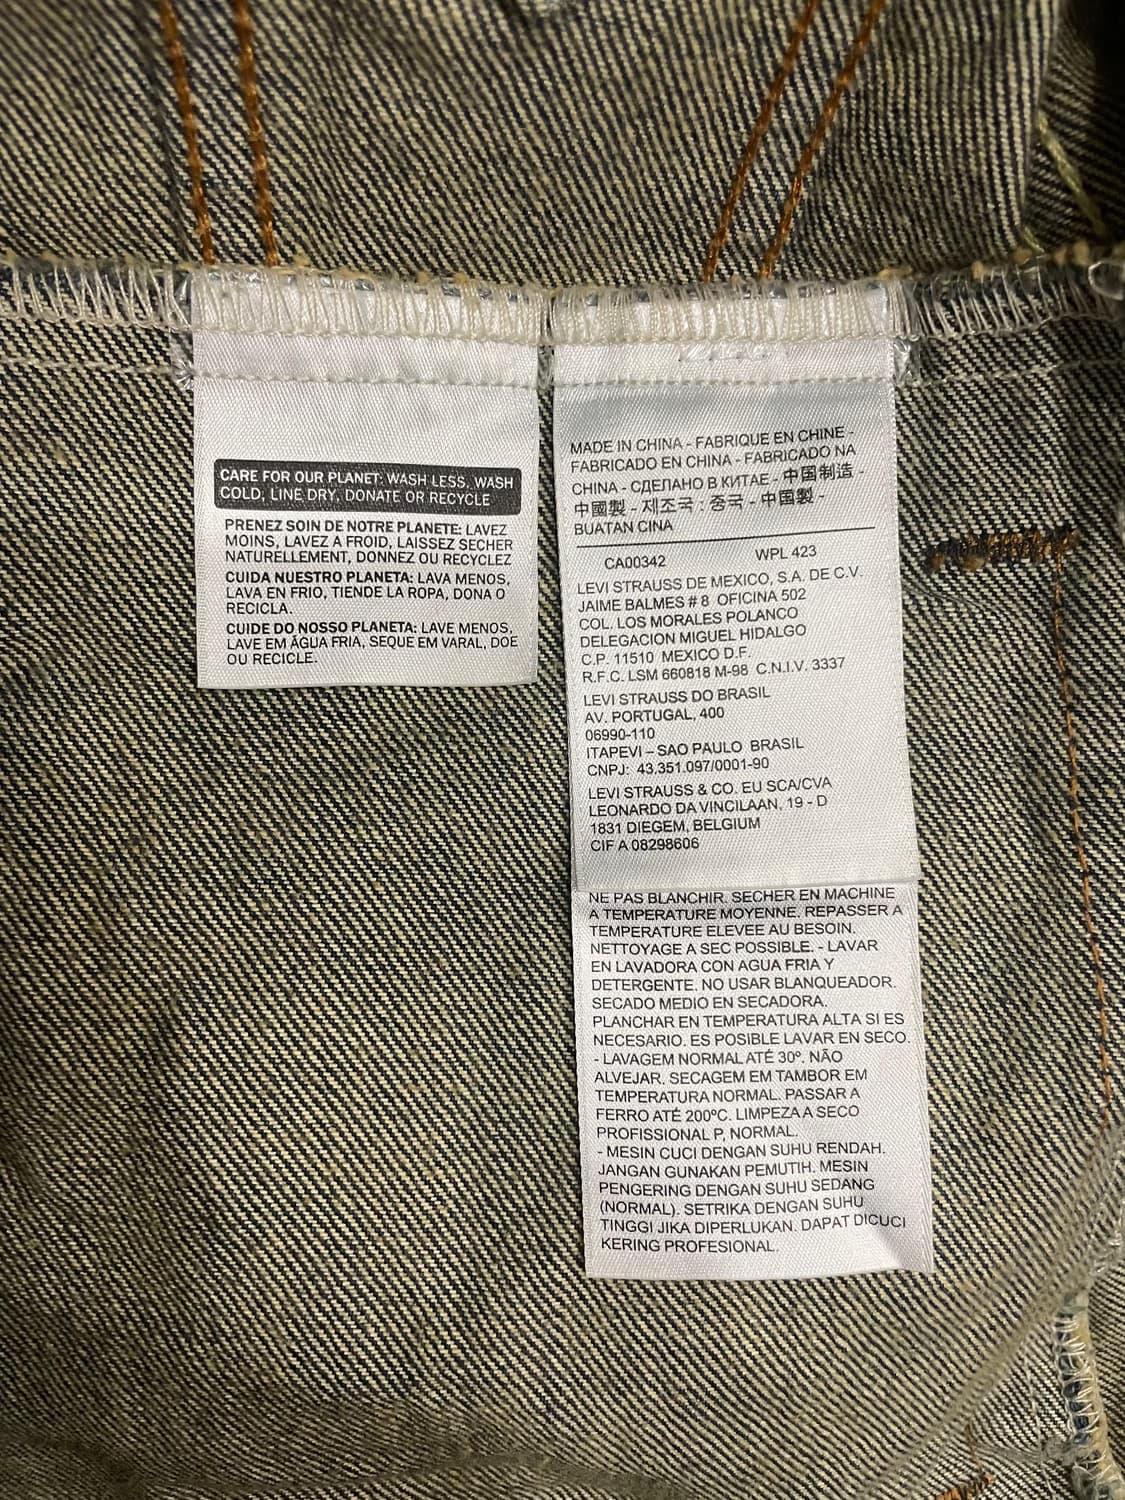 CARE FOR OUR PLANET: WASH LESS, WASH
COLD, LINE DRY, DONATE OR RECYCLE
PRENEZ SOIN DE NOTRE PLANETE: LAVEZ
MOINS, LAVEZ A FROID, LAISSEZ SECHER
NATURELLEMENT, DONNEZ OU RECYCLEZ
CUIDA NUESTRO PLANETA: LAVA MENOS,
LAVA EN FRIO, TIENDE LA ROPA, DONA O
RECICLA.
CUIDE DO NOSSO PLANETA: LAVE MENOS,
LAVE EM ÁGUA FRIA, SEQUE EM VARAL, DOE
OU RECICLE.
MADE IN CHINA - FABRIQUE EN CHINE -
FABRICADO EN CHINA - FABRICADO NA
CHINA - СДЕЛАНО В КИТАЕ - 中国制造 -
中國製 - 제조국 : 중국 - 中国製 -
BUATAN CINA
CA00342 WPL 423
LEVI STRAUSS DE MEXICO, S.A. DE C.V.
JAIME BALMES # 8 OFICINA 502
COL. LOS MORALES POLANCO
DELEGACION MIGUEL HIDALGO
C.P. 11510 MEXICO D.F.
R.F.C. LSM 660818 M-98 C.N.I.V. 3337
LEVI STRAUSS DO BRASIL
AV. PORTUGAL, 400
06990-110
ITAPEVI – SAO PAULO BRASIL
CNPJ: 43.351.097/0001-90
LEVI STRAUSS & CO. EU SCA/CVA
LEONARDO DA VINCILAAN, 19 - D
1831 DIEGEM, BELGIUM
CIF A 08298606
NE PAS BLANCHIR. SECHER EN MACHINE
A TEMPERATURE MOYENNE. REPASSER A
TEMPERATURE ELEVEE AU BESOIN.
NETTOYAGE A SEC POSSIBLE. - LAVAR
EN LAVADORA CON AGUA FRIA Y
DETERGENTE. NO USAR BLANQUEADOR.
SECADO MEDIO EN SECADORA.
PLANCHAR EN TEMPERATURA ALTA SI ES
NECESARIO. ES POSIBLE LAVAR EN SECO.
- LAVAGEM NORMAL ATÉ 30º. NÃO
ALVEJAR. SECAGEM EM TAMBOR EM
TEMPERATURA NORMAL. PASSAR A
FERRO ATÉ 200ºC. LIMPEZA A SECO
PROFISSIONAL P, NORMAL.
- MESIN CUCI DENGAN SUHU RENDAH.
JANGAN GUNAKAN PEMUTIH. MESIN
PENGERING DENGAN SUHU SEDANG
(NORMAL). SETRIKA DENGAN SUHU
TINGGI JIKA DIPERLUKAN. DAPAT DICUCI
KERING PROFESIONAL.